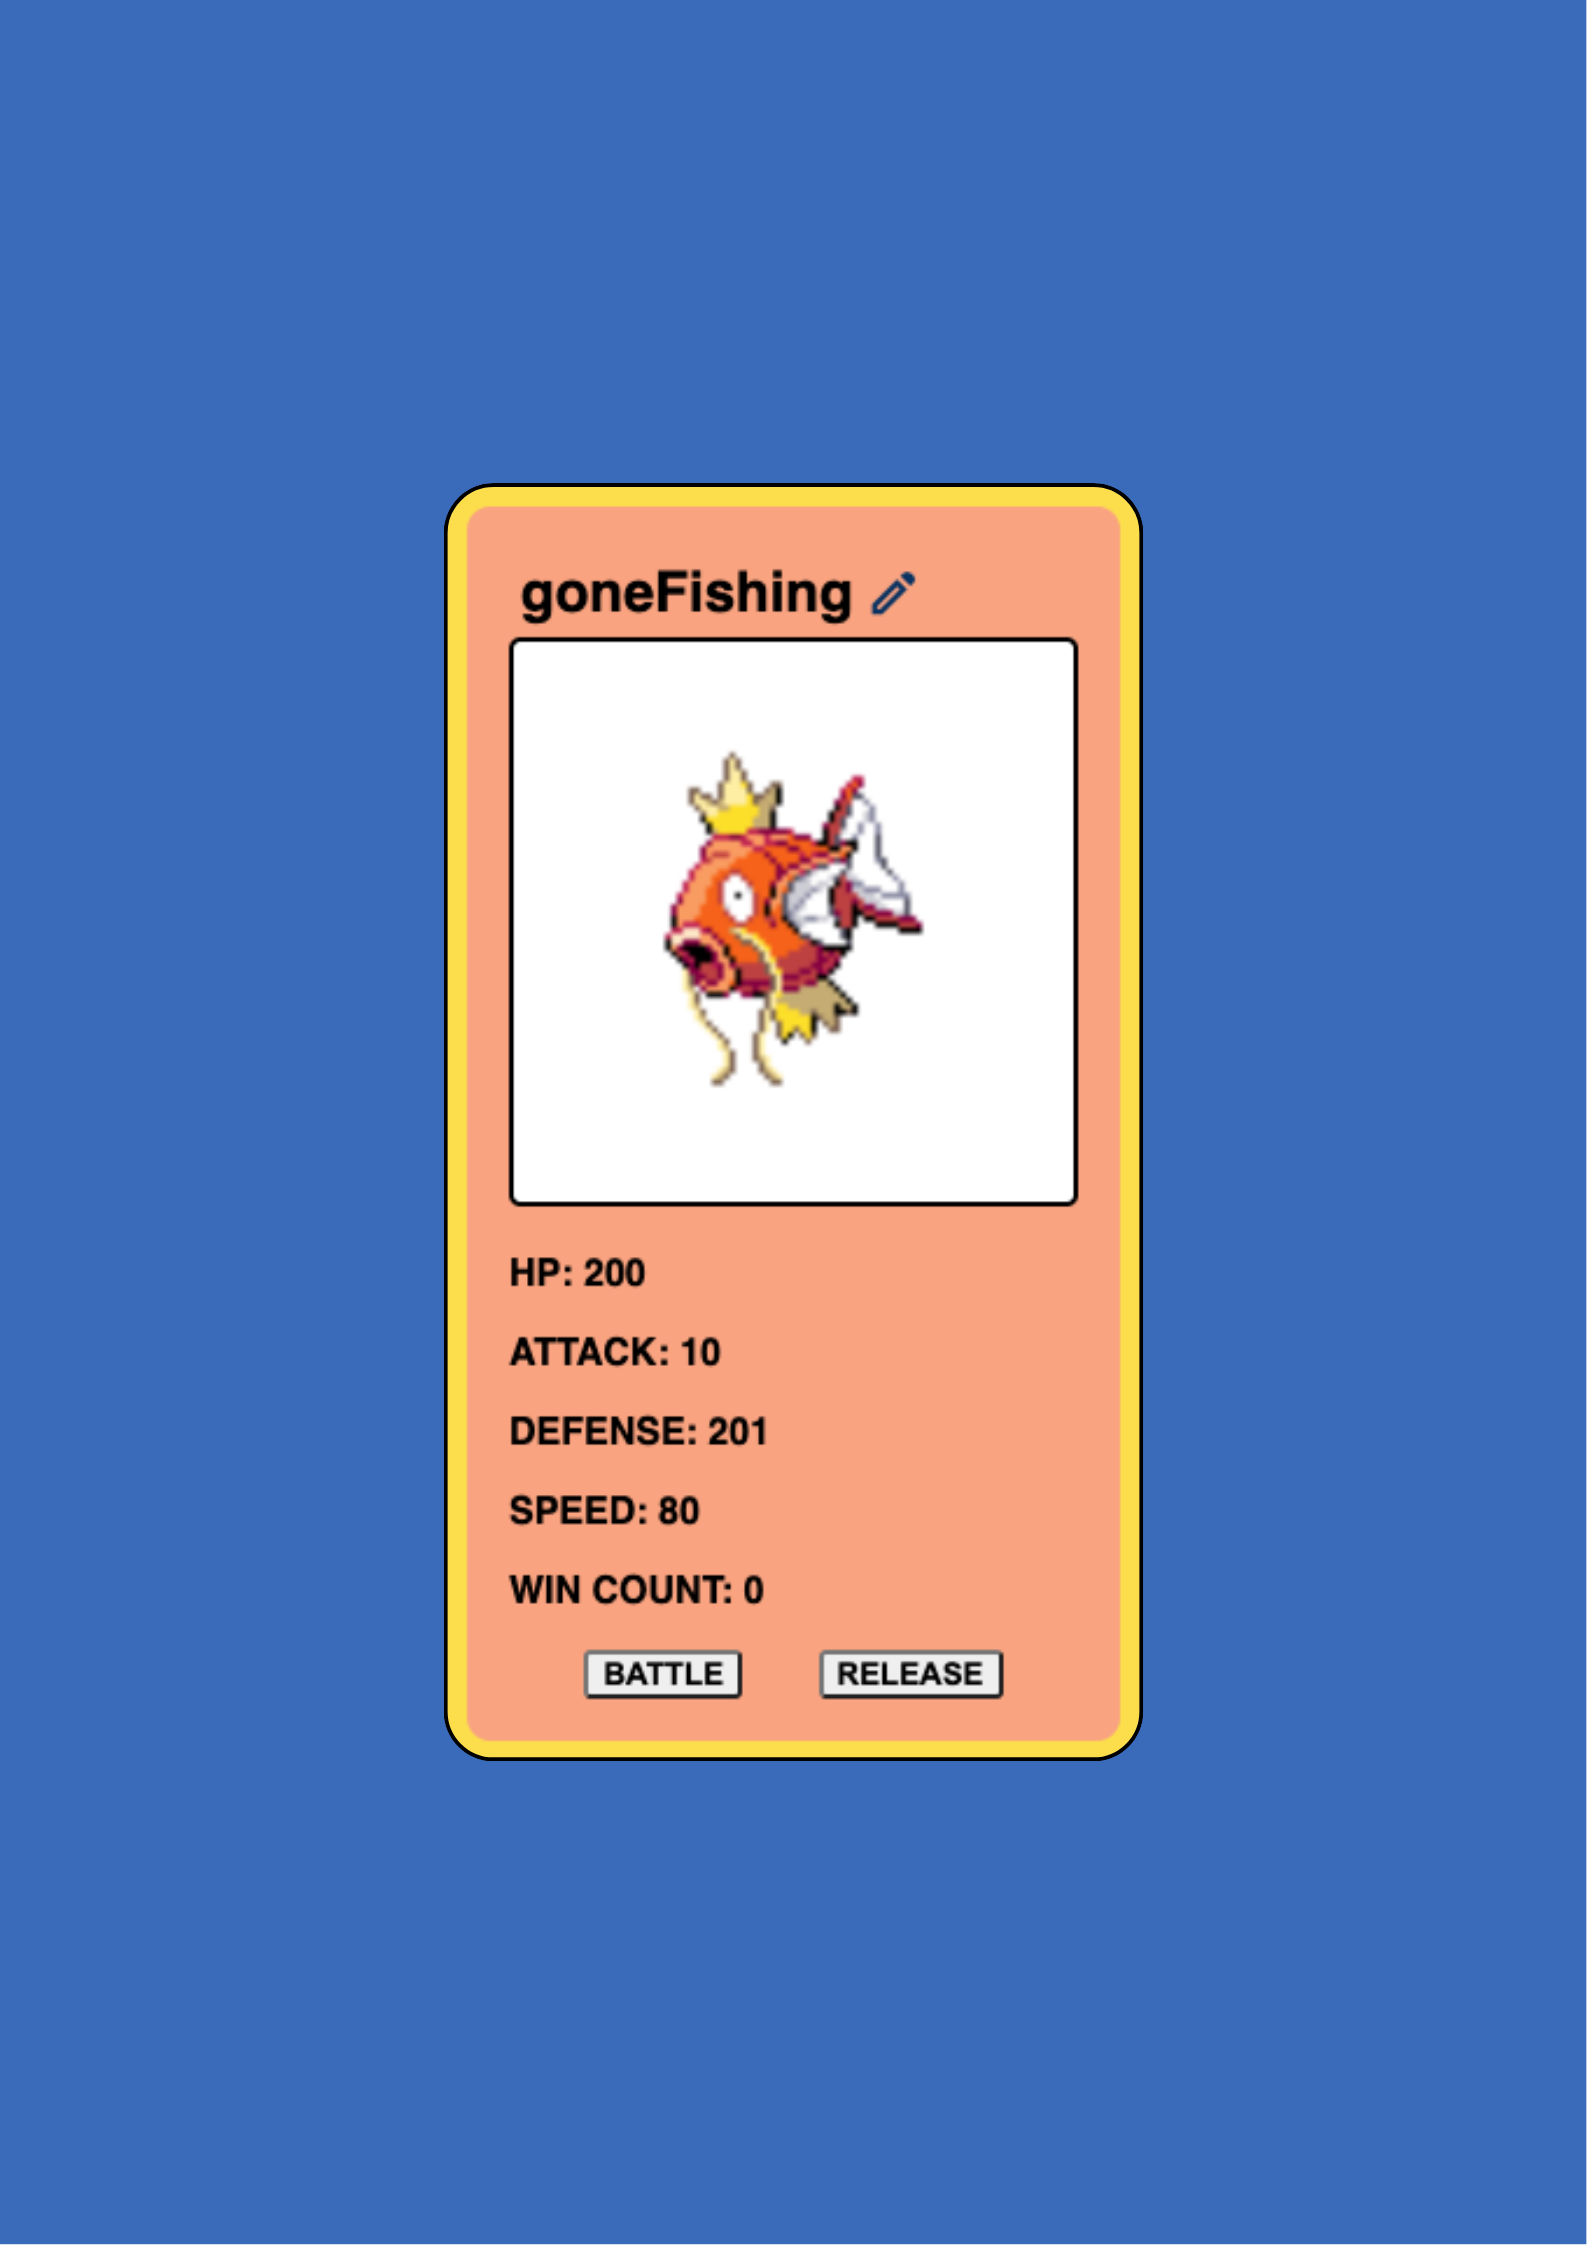 goneFishing
HP: 200
ATTACK: 10
DEFENSE: 201
SPEED: 80
WIN COUNT: 0
BATTLE RELEASE